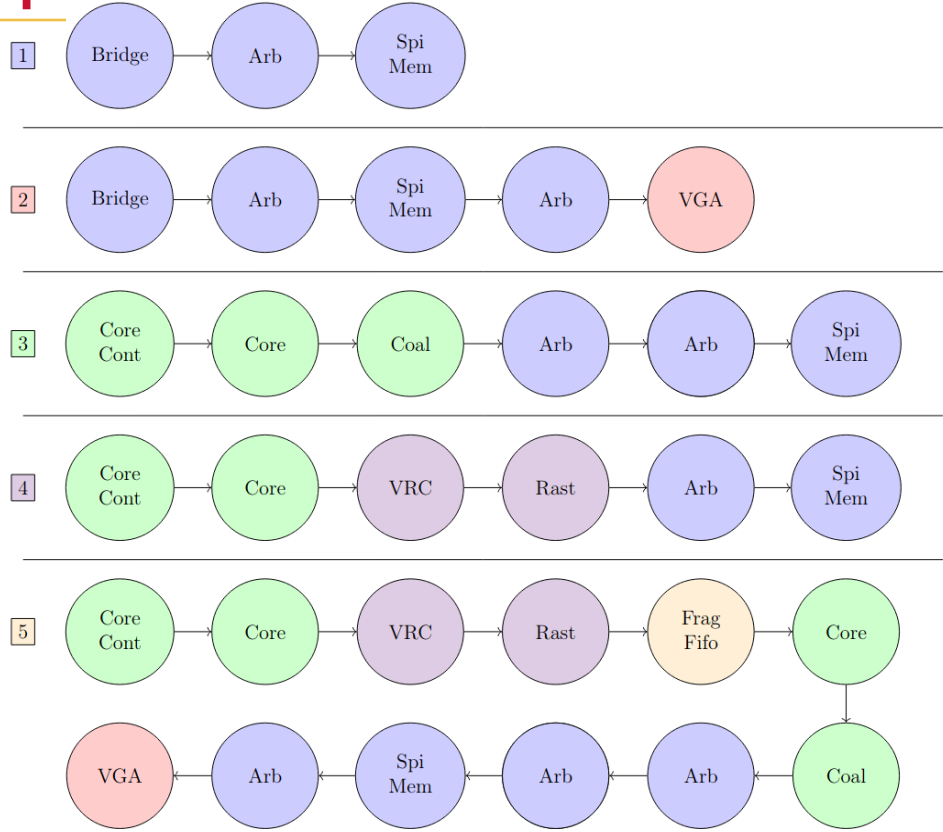 1
Bridge
Arb
Spi
Mem
2
Bridge
Arb
Spi
Mem
Arb
VGA
3
Core
Cont
Core
Coal
Arb
Arb
Spi
Mem
4
Core
Cont
Core
VRC
Rast
Arb
Spi
Mem
5
Core
Cont
Core
VRC
Rast
Frag
Fifo
Core
VGA
Arb
Spi
Mem
Arb
Arb
Coal